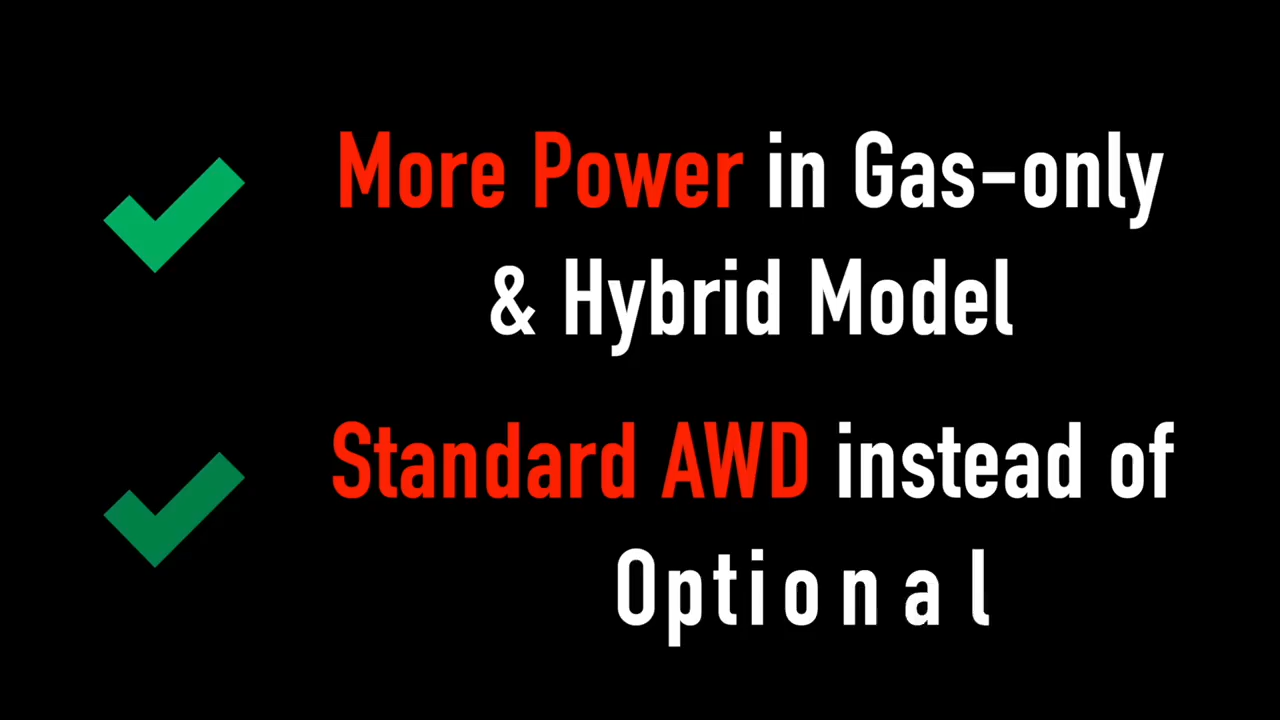 More Power in Gas-only
& Hybrid Model
Standard AWD instead of
Optional